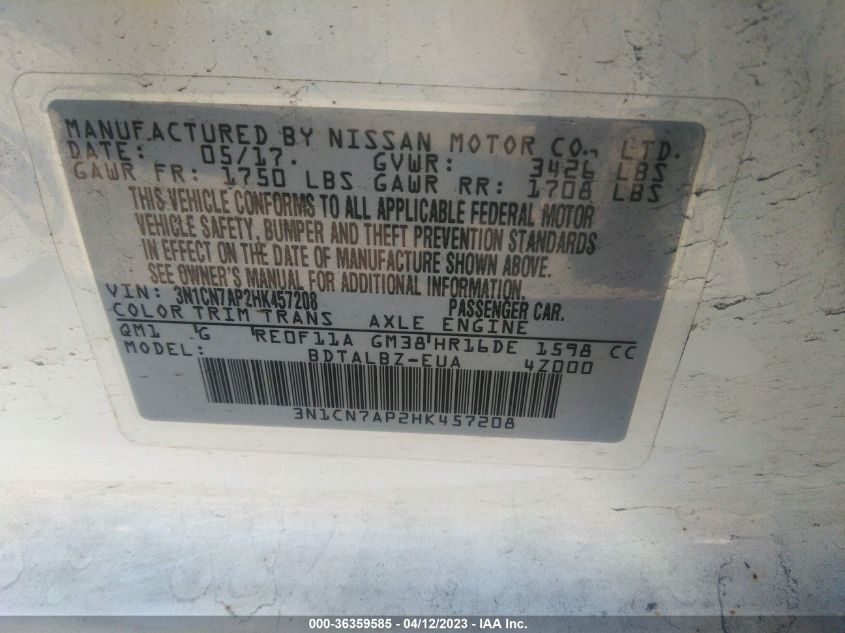 MANUFACTURED BY NISSAN MOTOR CO., LTD.
DATE: 05/17. GVWR: 3426 LBS
GAWR FR: 1750 LBS GAWR RR: 1708 LBS
THIS VEHICLE CONFORMS TO ALL APPLICABLE FEDERAL MOTOR
VEHICLE SAFETY, BUMPER AND THEFT PREVENTION STANDARDS
IN EFFECT ON THE DATE OF MANUFACTURE SHOWN ABOVE.
SEE OWNER'S MANUAL FOR ADDITIONAL INFORMATION.
VIN: 3N1CN7AP2HK457208 PASSENGER CAR.
COLOR TRIM TRANS AXLE ENGINE
QM1 G RE0F11A GM38 HR16DE 1598 CC
MODEL: BDTALBZ-EUA 4Z000
3N1CN7AP2HK457208
000-36359585 - 04/12/2023 - IAA Inc.